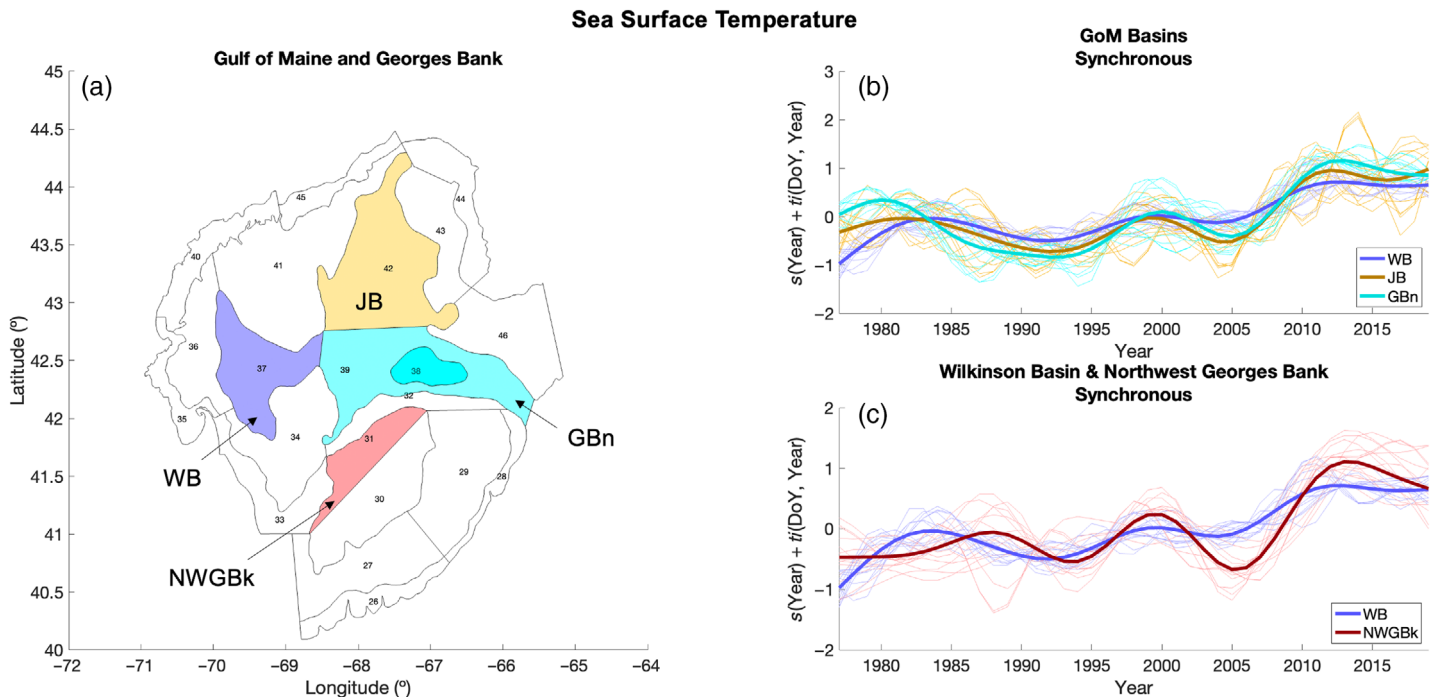 Sea Surface Temperature
Gulf of Maine and Georges Bank
(a)
45
44.5
44
43.5
43
42.5
42
41.5
41
40.5
40
Latitude (º)
−72
−71
−70
−69
−68
−67
−66
−65
−64
Longitude (º)
45
44
43
40
41
42
JB
46
36
37
39
38
32
35
34
31
29
28
30
33
27
26
WB
GBn
NWGBk
GoM Basins
Synchronous
(b)
3
2
1
0
−1
−2
s(Year) + ti(DoY, Year)
WB
JB
GBn
1980
1985
1990
1995
2000
2005
2010
2015
Year
Wilkinson Basin & Northwest Georges Bank
Synchronous
(c)
2
1
0
−1
−2
s(Year) + ti(DoY, Year)
WB
NWGBk
1980
1985
1990
1995
2000
2005
2010
2015
Year